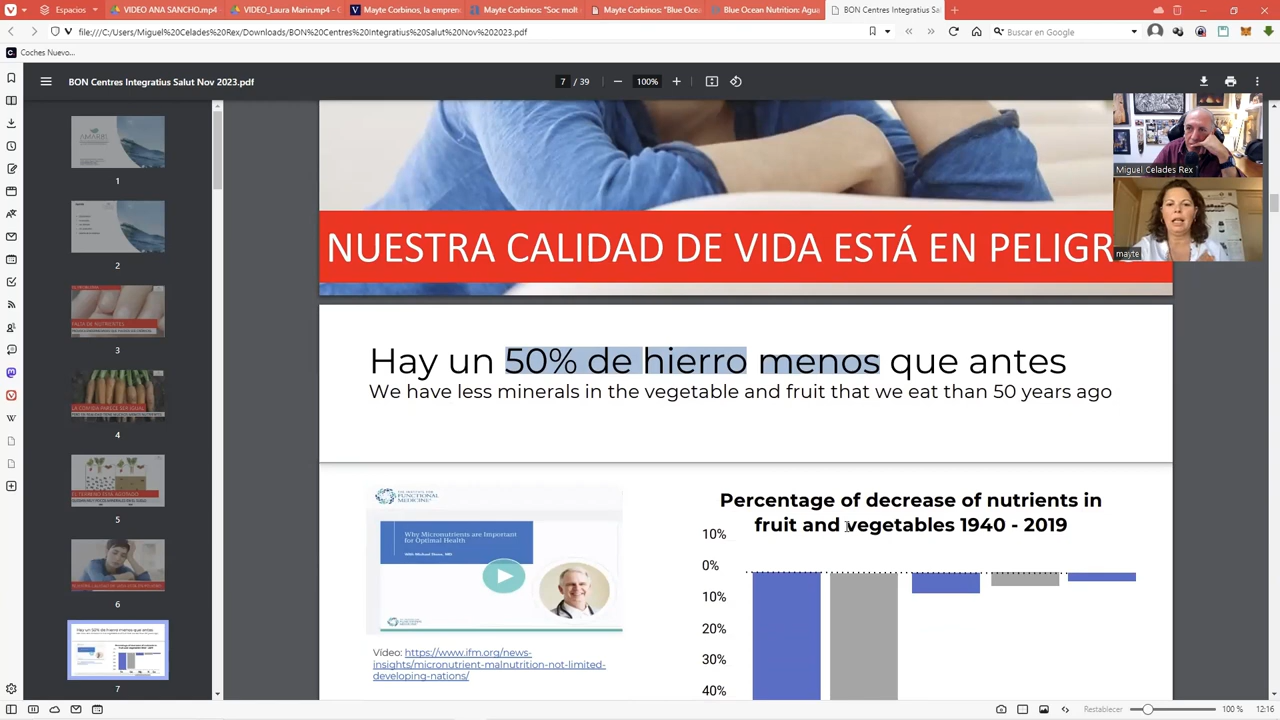 Espacios
VIDEO ANA SANCHO.mp4
VIDEO_Laura Marin.mp4 - C
Mayte Corbinos, la empren
Mayte Corbinos: "Soc molt
Mayte Corbinos: "Blue Oce
Blue Ocean Nutrition: Agua
BON Centres Integratius Sal
file:///C:/Users/Miguel%20Celades%20Rex/Downloads/BON%20Centres%20Integratius%20Salut%20Nov%202023.pdf
Buscar en Google
Coches Nuevo...
BON Centres Integratius Salut Nov 2023.pdf
7 / 39
100%
1
2
3
4
5
6
7
Miguel Celades Rex
mayte
NUESTRA CALIDAD DE VIDA ESTÁ EN PELIGR
Hay un 50% de hierro menos que antes
We have less minerals in the vegetable and fruit that we eat than 50 years ago
FUNCTIONAL
MEDICINE
Why Micronutrients are Important
for Optimal Health
Vídeo: https://www.ifm.org/news-
insights/micronutrient-malnutrition-not-limited-
developing-nations/
Percentage of decrease of nutrients in
fruit and vegetables 1940 - 2019
10%
0%
10%
20%
30%
40%
Restablecer
100 %
12:16